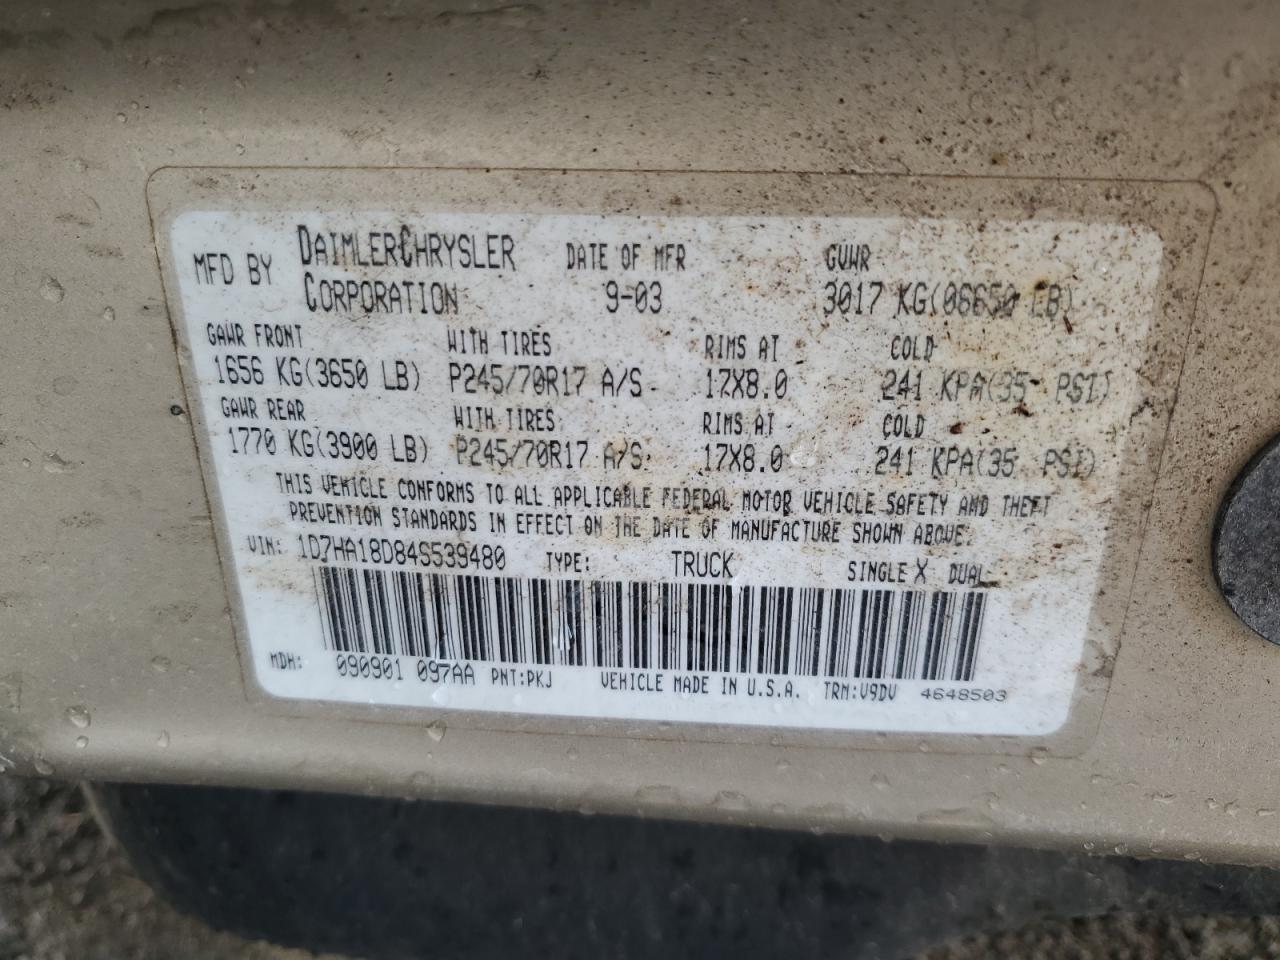 MFD BY DAIMLERCHRYSLER CORPORATION DATE OF MFR 9-03 GVWR 3017 KG(06650 LB)
GAWR FRONT WITH TIRES RIMS AT COLD
1656 KG(3650 LB) P245/70R17 A/S 17X8.0 241 KPA(35 PSI)
GAWR REAR WITH TIRES RIMS AT COLD
1770 KG(3900 LB) P245/70R17 A/S 17X8.0 241 KPA(35 PSI)
THIS VEHICLE CONFORMS TO ALL APPLICABLE FEDERAL MOTOR VEHICLE SAFETY AND THEFT
PREVENTION STANDARDS IN EFFECT ON THE DATE OF MANUFACTURE SHOWN ABOVE.
VIN: 1D7HA18D84S539480 TYPE: TRUCK SINGLE X DUAL
MDH: 090901 097AA PNT:PKJ VEHICLE MADE IN U.S.A. TRM:V9DV 4648503